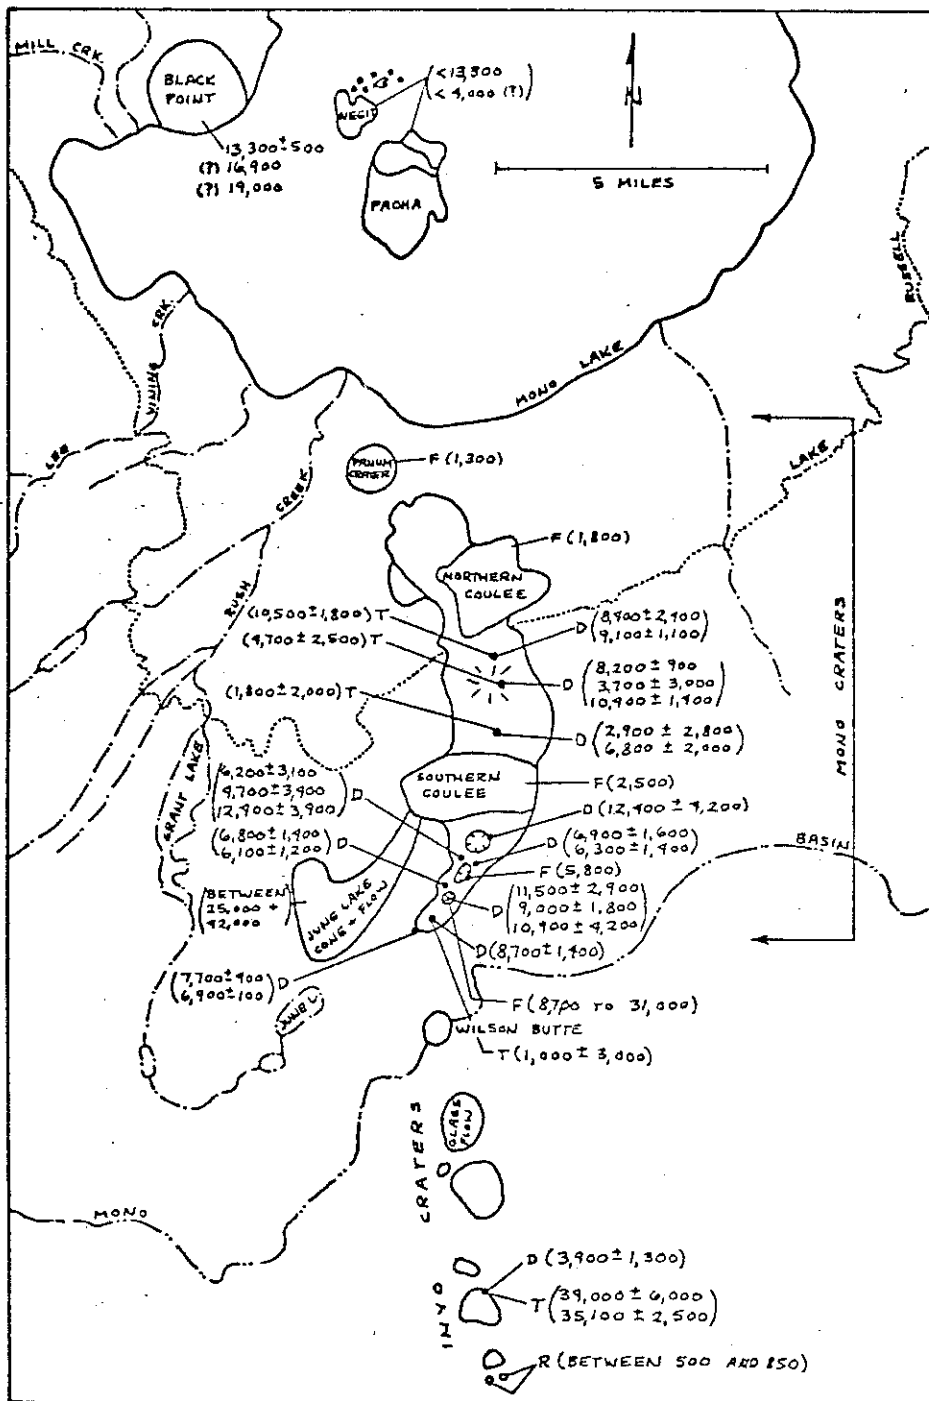 MILL CRK.
BLACK
POINT
13,300±500
(?) 16,900
(?) 19,000
NEGIT
(<13,300
<4,000 (?))
PAOHA
N
5 MILES
RUSSELL
LAKE
LEE
VINING
CRK.
MONO LAKE
PANUM
CRATER
F (1,300)
RUSH
CREEK
F (1,800)
NORTHERN
COULEE
(10,500±1,800) T
D (8,400±2,400
9,100±1,100)
(4,700±2,500) T
D (8,200 ± 900
3,700 ± 3,000
10,400 ± 1,400)
(1,800±2,000) T
D (2,900 ± 2,800
6,800 ± 2,000)
MONO CRATERS
GRANT LAKE
(6,200±3,100
9,700±3,900
12,900±3,900) D
SOUTHERN
COULEE
F (2,500)
D (12,400 ± 4,200)
(6,800±1,400
6,100±1,200) D
D (6,900 ± 1,600
6,300 ± 1,400)
F (5,800)
BASIN
(BETWEEN
25,000 +
42,000)
JUNE LAKE
CONE + FLOW
D (11,500 ± 2,900
9,000 ± 1,800
10,900 ± 4,200)
D (8,700±1,400)
(7,700±400
6,900±100) D
JUNE L.
F (8,700 TO 31,000)
WILSON BUTTE
T (1,000 ± 3,000)
GLASS
FLOW
INYO CRATERS
MONO
D (3,900 ± 1,300)
T (39,000 ± 6,000
35,100 ± 2,500)
R (BETWEEN 500 AND 850)